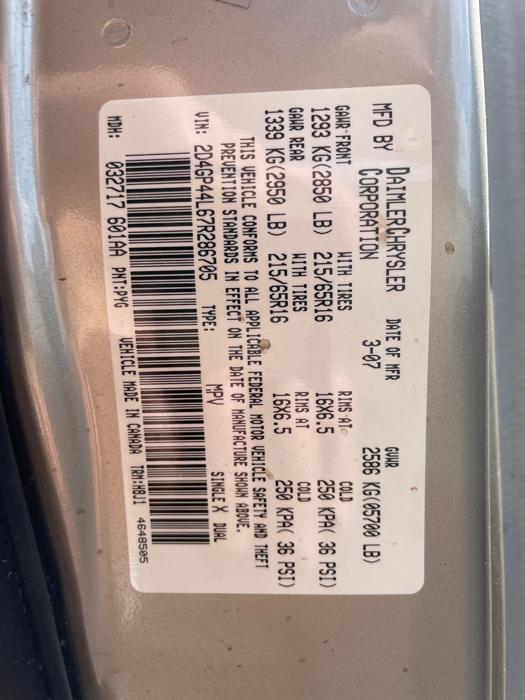 MFD BY DAIMLERCHRYSLER CORPORATION DATE OF MFR 3-07 GVWR 2586 KG(05700 LB)
GAWR FRONT WITH TIRES RIMS AT COLD
1293 KG(2850 LB) 215/65R16 16X6.5 250 KPA( 36 PSI)
GAWR REAR WITH TIRES RIMS AT COLD
1339 KG(2950 LB) 215/65R16 16X6.5 250 KPA( 36 PSI)
THIS VEHICLE CONFORMS TO ALL APPLICABLE FEDERAL MOTOR VEHICLE SAFETY AND THEFT
PREVENTION STANDARDS IN EFFECT ON THE DATE OF MANUFACTURE SHOWN ABOVE.
VIN: 2D4GP44L67R286705 TYPE: MPV SINGLE X DUAL
MDH: 032717 601AA PNT:PYG VEHICLE MADE IN CANADA TRM:H8J1 4648505